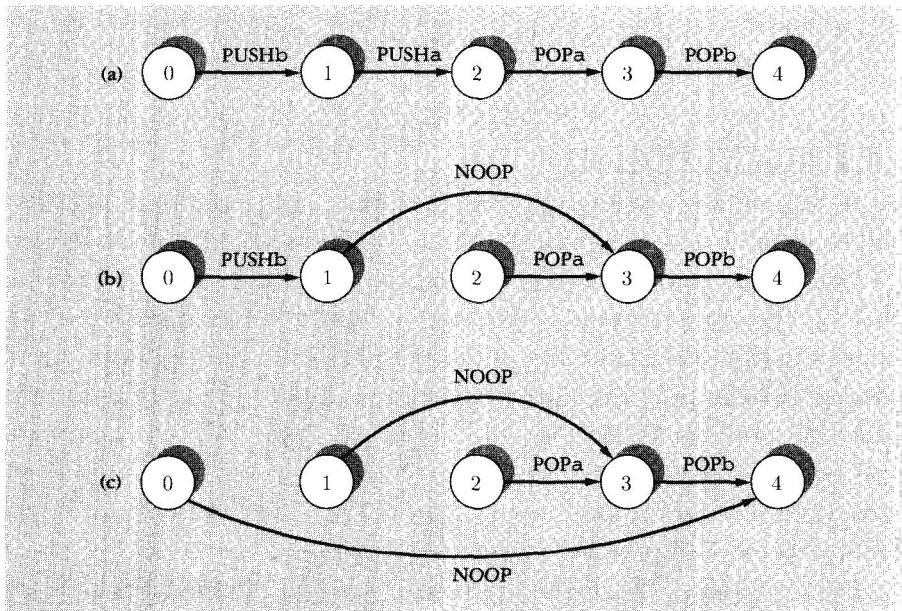 PUSHb PUSHa POPa POPb
(a) 0 1 2 3 4
NOOP
PUSHb POPa POPb
(b) 0 1 2 3 4
NOOP
POPa POPb
(c) 0 1 2 3 4
NOOP